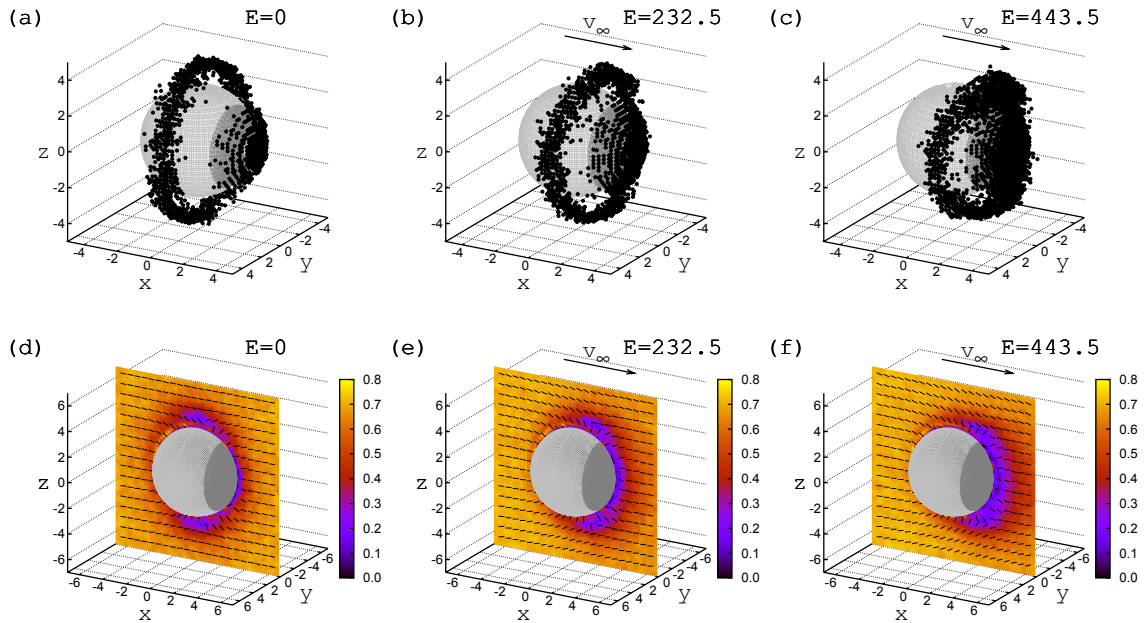 (a) E=0
4
2
0
-2
-4
z
-4 -2 0 2 4
x
4 2 0 -2 -4
y
(b) v∞ E=232.5
4
2
0
-2
-4
z
-4 -2 0 2 4
x
4 2 0 -2 -4
y
(c) v∞ E=443.5
4
2
0
-2
-4
z
-4 -2 0 2 4
x
4 2 0 -2 -4
y
(d) E=0
6
4
2
0
-2
-4
-6
z
-6 -4 -2 0 2 4 6
x
6 4 2 0 -2 -4 -6
y
0.8
0.7
0.6
0.5
0.4
0.3
0.2
0.1
0.0
(e) v∞ E=232.5
6
4
2
0
-2
-4
-6
z
-6 -4 -2 0 2 4 6
x
6 4 2 0 -2 -4 -6
y
0.8
0.7
0.6
0.5
0.4
0.3
0.2
0.1
0.0
(f) v∞ E=443.5
6
4
2
0
-2
-4
-6
z
-6 -4 -2 0 2 4 6
x
6 4 2 0 -2 -4 -6
y
0.8
0.7
0.6
0.5
0.4
0.3
0.2
0.1
0.0